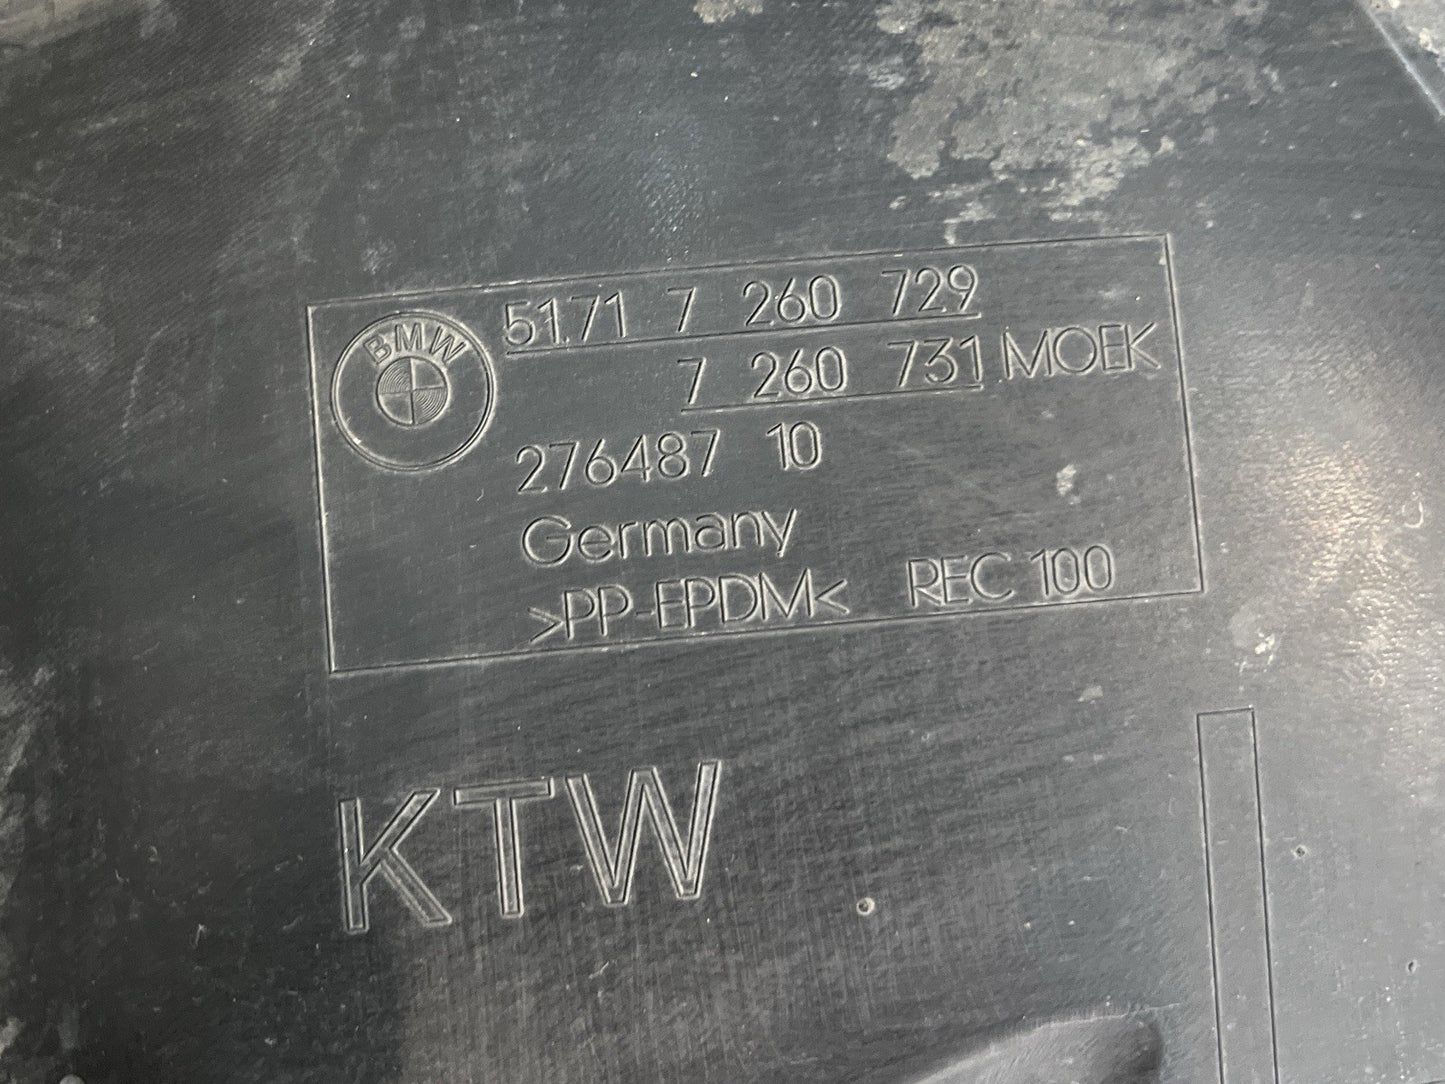 BMW
51.71 7 260 729
7 260 731 MOEK
276487 10
Germany
>PP-EPDM< REC 100
KTW